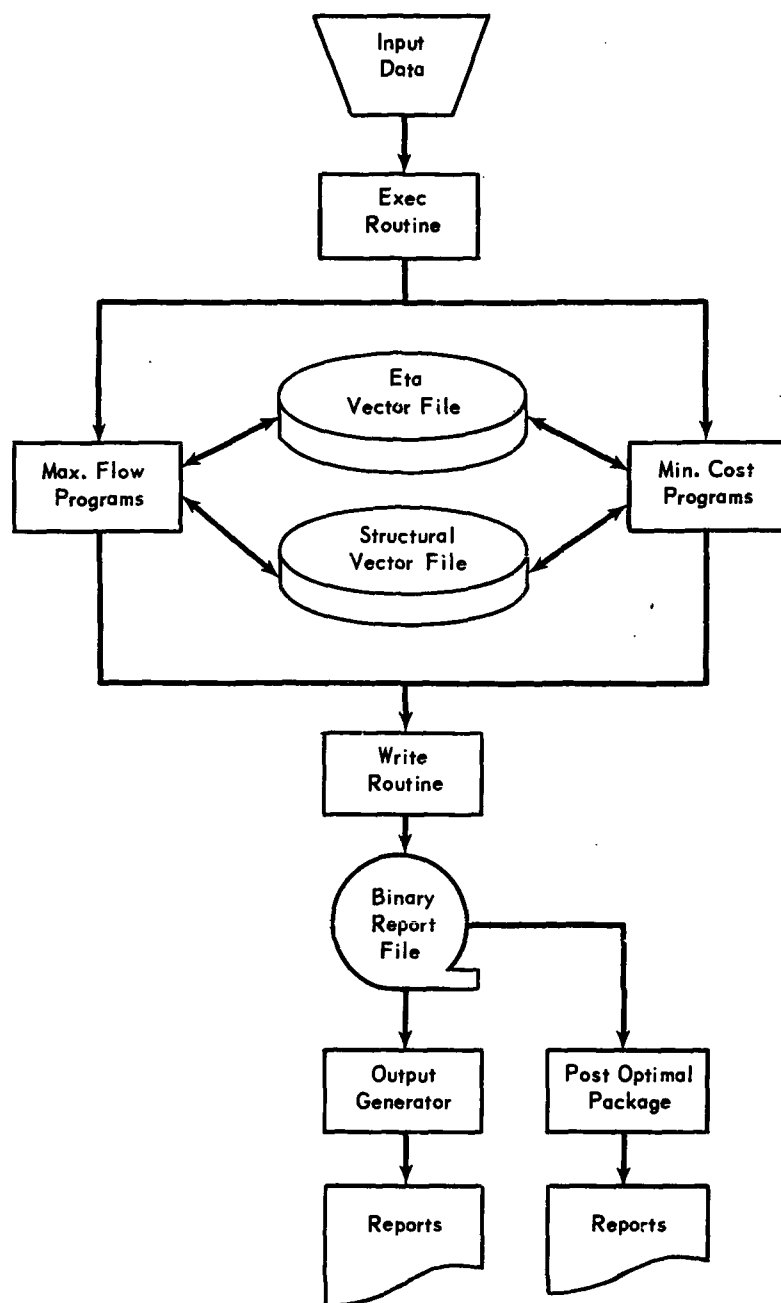 Input
Data
Exec
Routine
Eta
Vector File
Max. Flow
Programs
Min. Cost
Programs
Structural
Vector File
Write
Routine
Binary
Report
File
Output
Generator
Post Optimal
Package
Reports
Reports